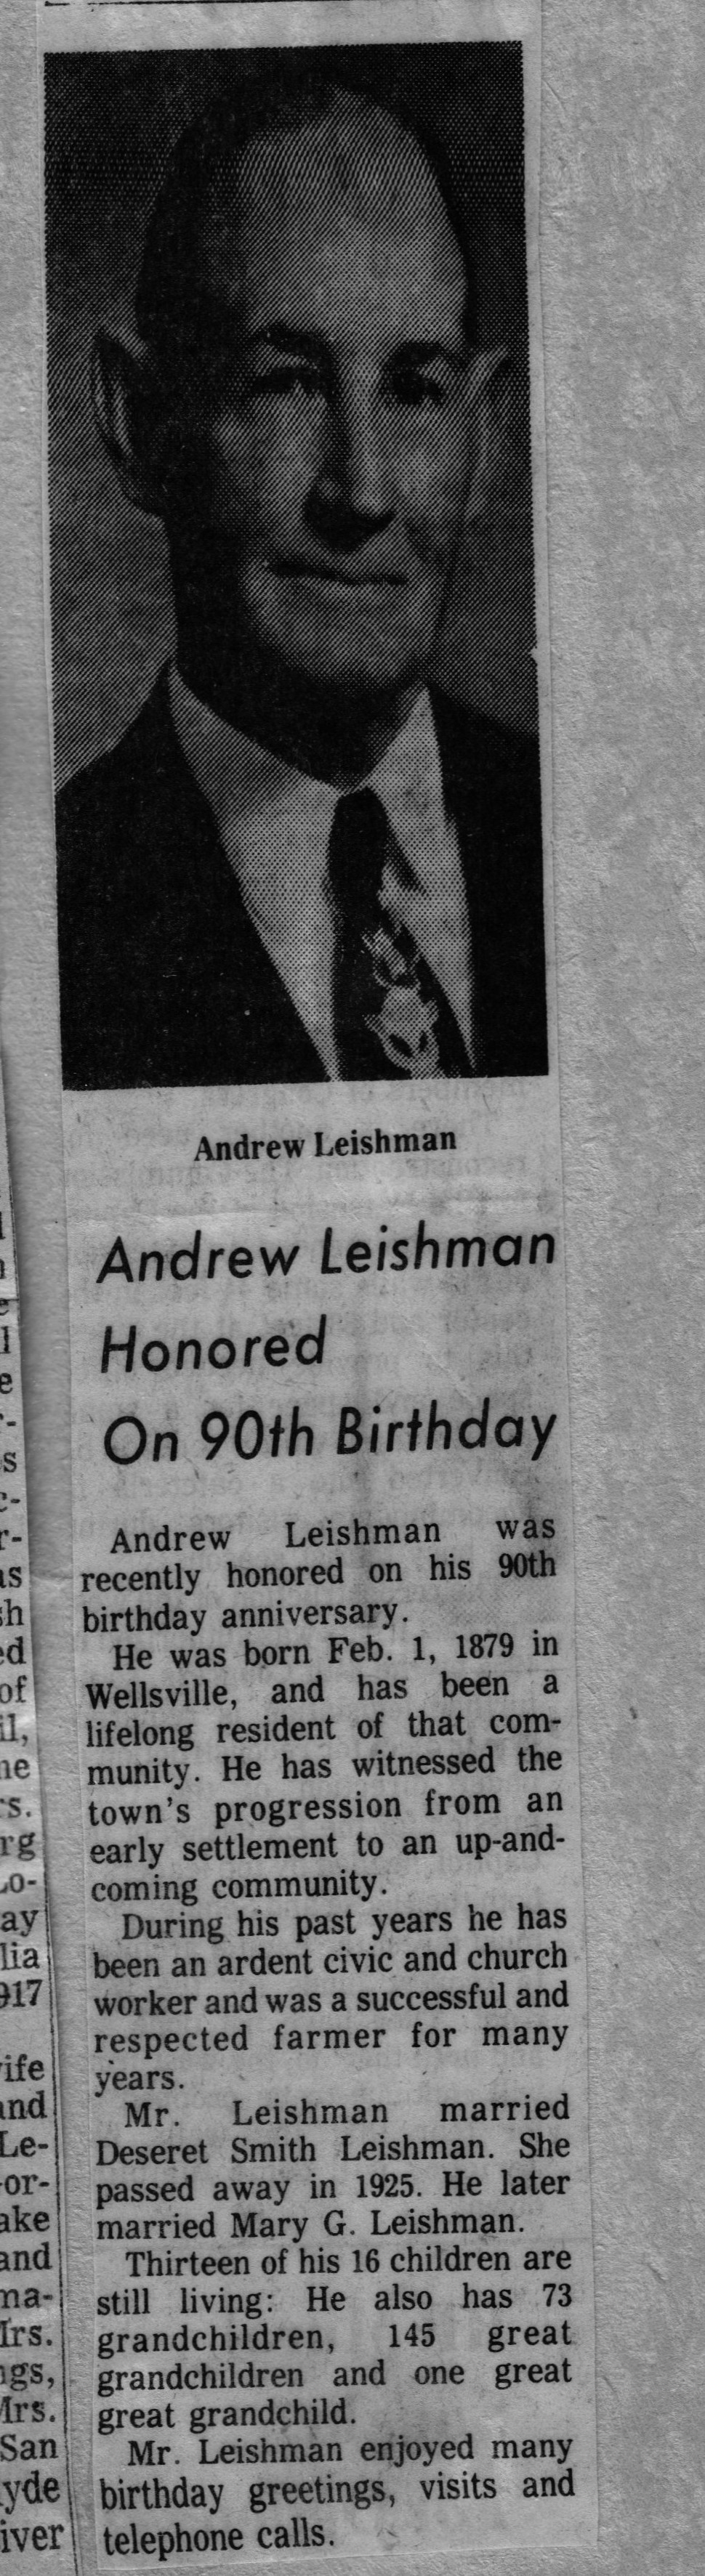 Andrew Leishman
Andrew Leishman
Honored
On 90th Birthday
Andrew Leishman was
recently honored on his 90th
birthday anniversary.
He was born Feb. 1, 1879 in
Wellsville, and has been a
lifelong resident of that com-
munity. He has witnessed the
town's progression from an
early settlement to an up-and-
coming community.
During his past years he has
been an ardent civic and church
worker and was a successful and
respected farmer for many
years.
Mr. Leishman married
Deseret Smith Leishman. She
passed away in 1925. He later
married Mary G. Leishman.
Thirteen of his 16 children are
still living: He also has 73
grandchildren, 145 great
grandchildren and one great
great grandchild.
Mr. Leishman enjoyed many
birthday greetings, visits and
telephone calls.